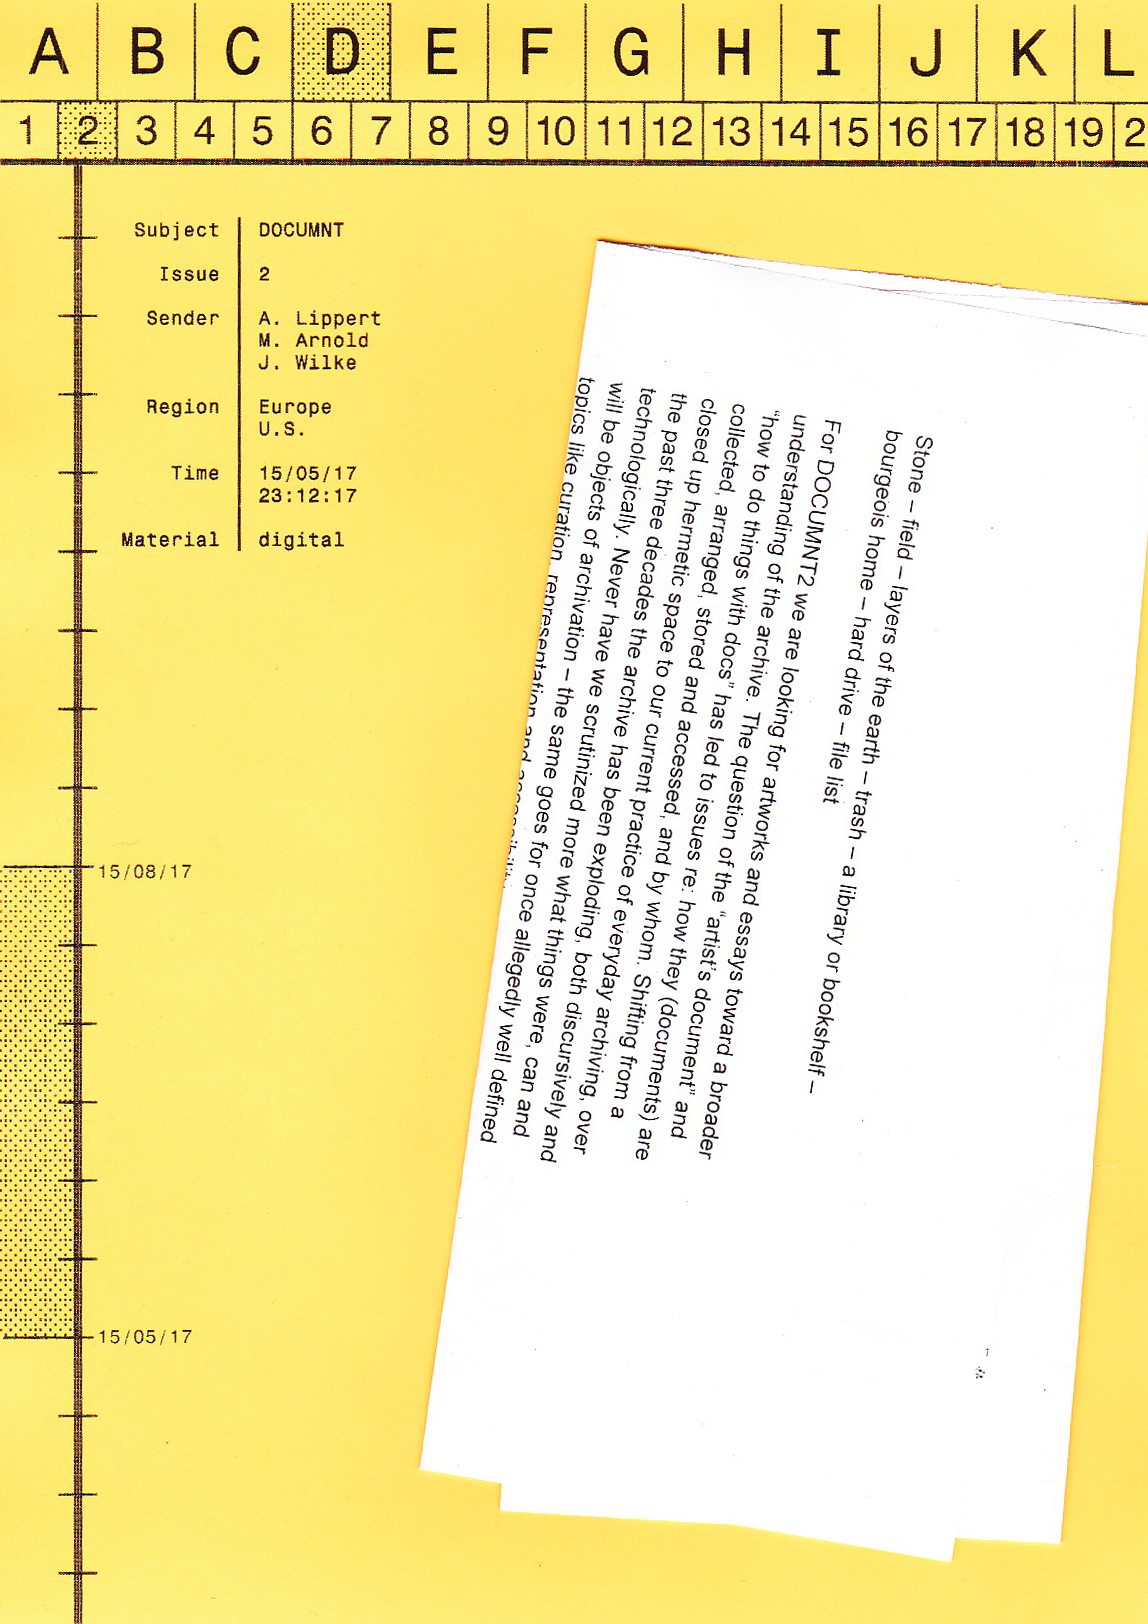 A B C D E F G H I J K L
1 2 3 4 5 6 7 8 9 10 11 12 13 14 15 16 17 18 19 2
Subject DOCUMNT
Issue 2
Sender A. Lippert
M. Arnold
J. Wilke
Region Europe
U.S.
Time 15/05/17
23:12:17
Material digital
15/08/17
15/05/17
Stone – field – layers of the earth – trash – a library or bookshelf –
bourgeois home – hard drive – file list
For DOCUMNT2 we are looking for artworks and essays toward a broader
understanding of the archive. The question of the “artist’s document” and
“how to do things with docs” has led to issues re: how they (documents) are
collected, arranged, stored and accessed, and by whom. Shifting from a
closed up hermetic space to our current practice of everyday archiving, over
the past three decades the archive has been exploding, both discursively and
technologically. Never have we scrutinized more what things were, can and
will be objects of archivation – the same goes for once allegedly well defined
topics like curation, representation and